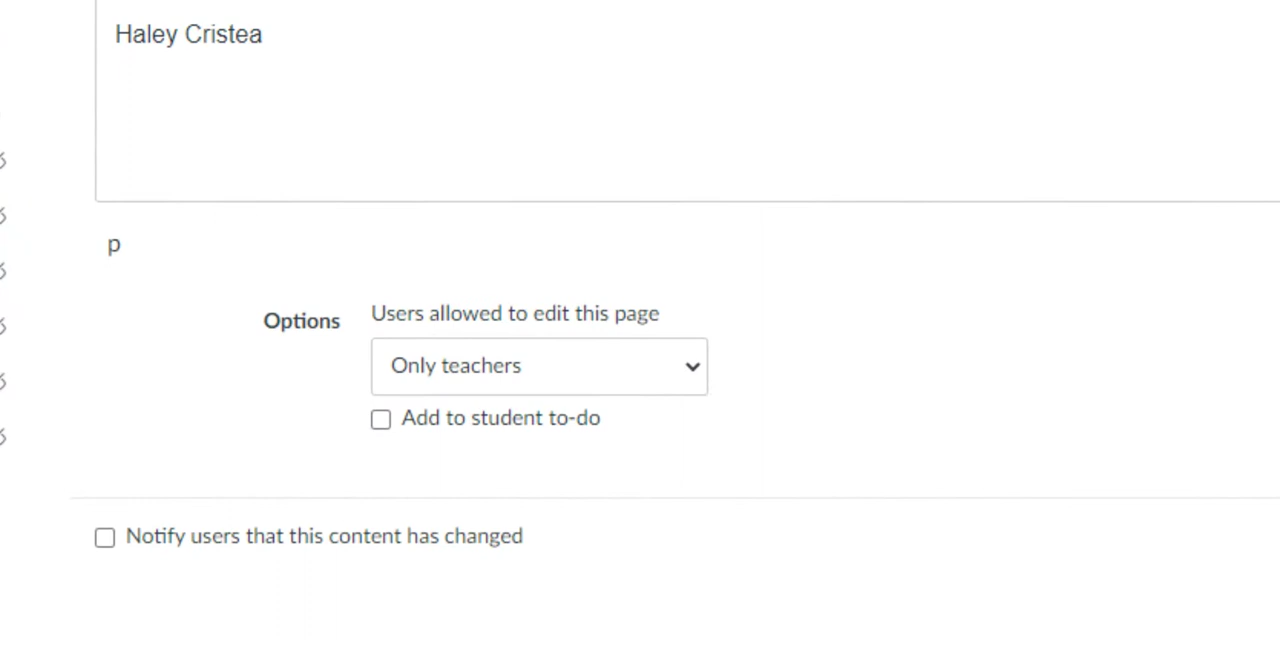 Haley Cristea
p
Options
Users allowed to edit this page
Only teachers
Add to student to-do
Notify users that this content has changed